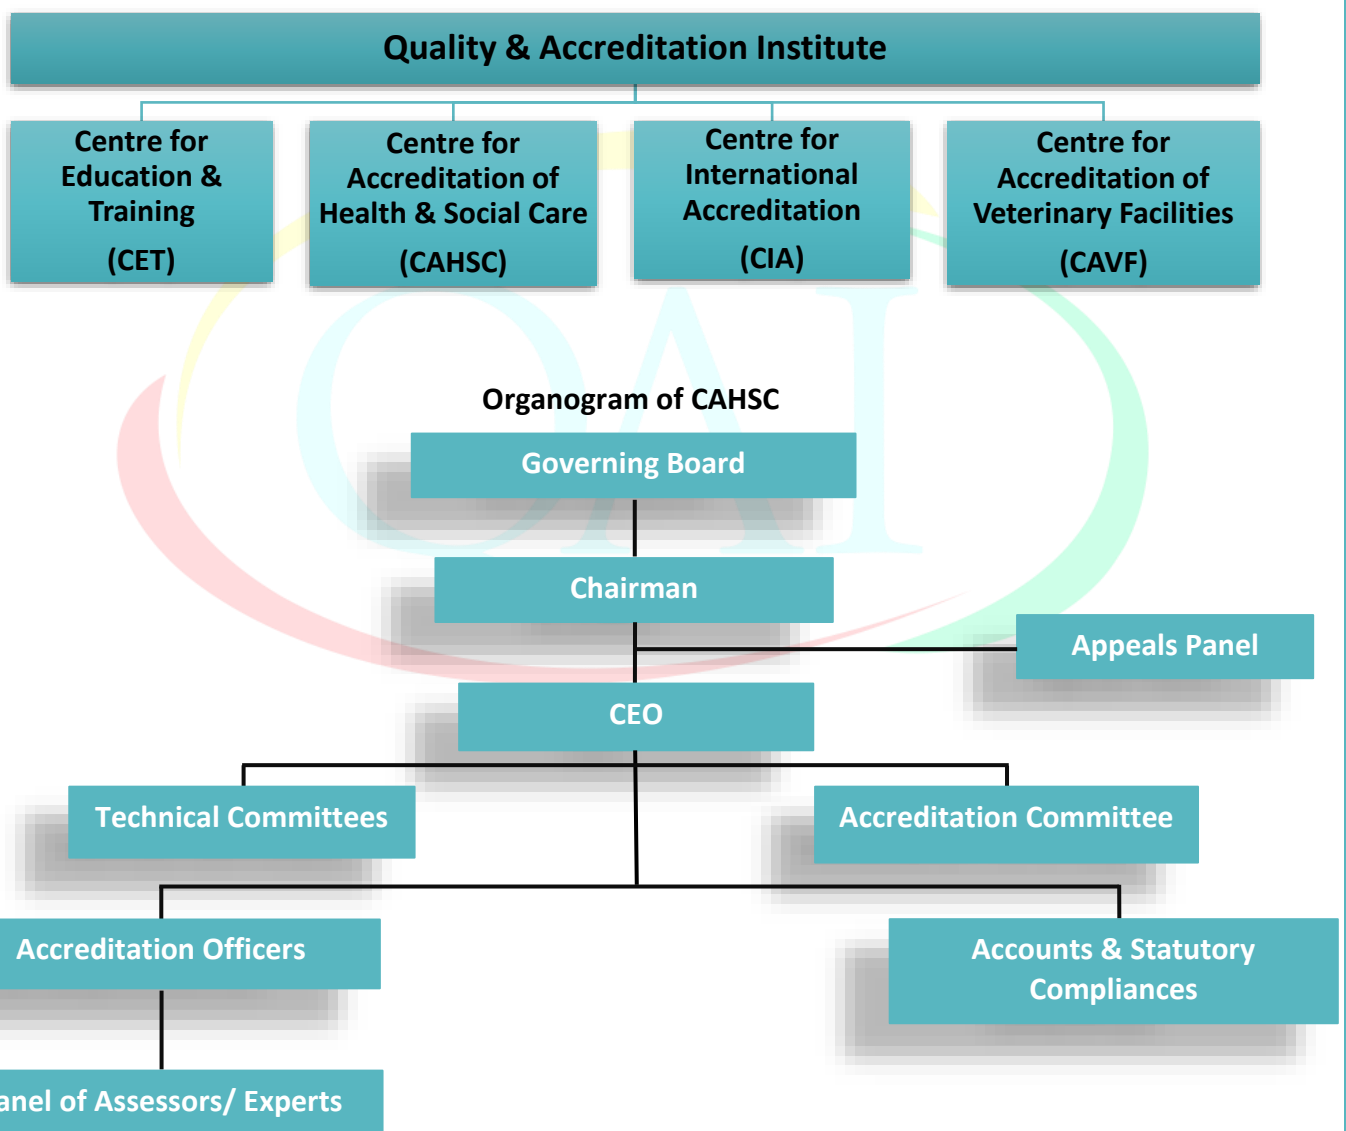 Quality & Accreditation Institute
Centre for
Education &
Training
(CET)
Centre for
Accreditation of
Health & Social Care
(CAHSC)
Centre for
International
Accreditation
(CIA)
Centre for
Accreditation of
Veterinary Facilities
(CAVF)
QAI
Organogram of CAHSC
Governing Board
Chairman
Appeals Panel
CEO
Technical Committees
Accreditation Committee
Accreditation Officers
Accounts & Statutory
Compliances
anel of Assessors/ Experts